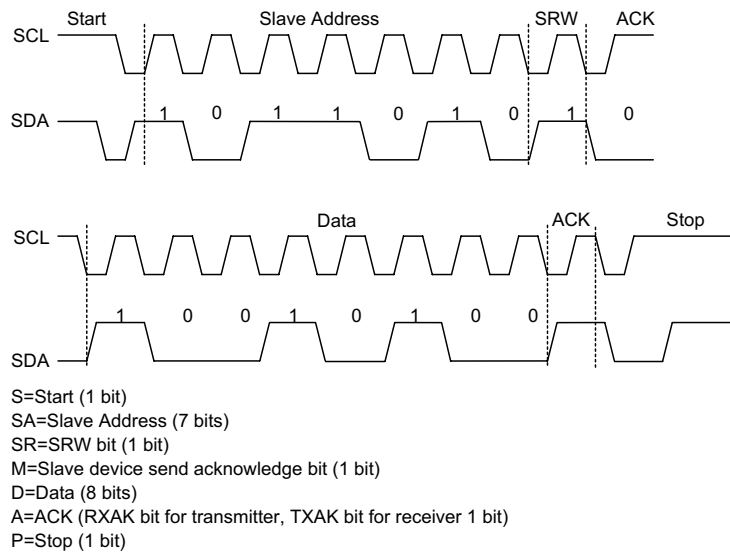 Start Slave Address SRW ACK
SCL
1 0 1 1 0 1 0 1 0
SDA
Data ACK Stop
SCL
1 0 0 1 0 1 0 0
SDA
S=Start (1 bit)
SA=Slave Address (7 bits)
SR=SRW bit (1 bit)
M=Slave device send acknowledge bit (1 bit)
D=Data (8 bits)
A=ACK (RXAK bit for transmitter, TXAK bit for receiver 1 bit)
P=Stop (1 bit)